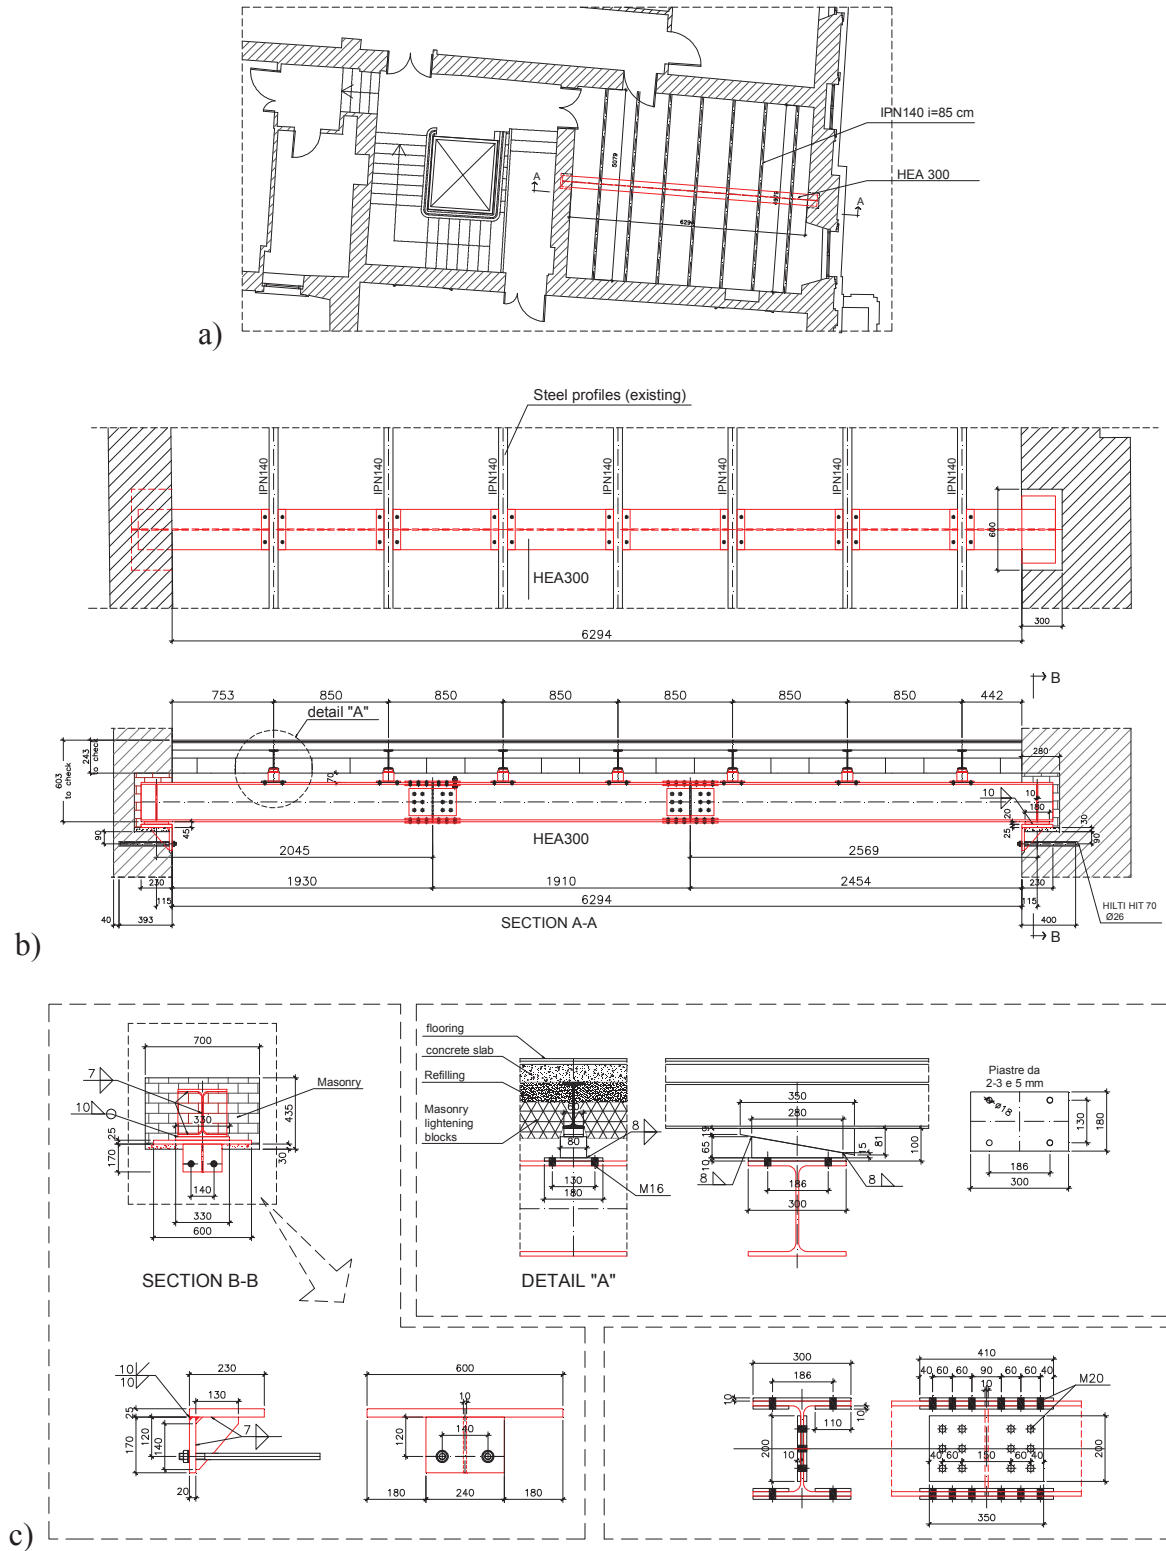 IPN140 i=85 cm
HEA 300
A
A
5079
4971
6294
a)
Steel profiles (existing)
IPN140
IPN140
IPN140
IPN140
IPN140
IPN140
IPN140
600
HEA300
300
6294
B
753
850
850
850
850
850
850
442
detail "A"
243
to check
603
to check
70
280
10
10
180
20
25
30
90
90
45
HEA300
2045
2569
1930
1910
2454
230
230
115
115
6294
40
393
400
SECTION A-A
HILTI HIT 70
Ø26
B
b)
700
7
Masonry
10
330
435
25
170
30
140
330
600
SECTION B-B
flooring
concrete slab
Refilling
Masonry
lightening
blocks
80
8
130
180
M16
DETAIL "A"
350
280
19
65
10
81
15
100
8
8
186
300
Piastre da
2-3 e 5 mm
ø18
130
180
186
300
10
10
230
130
25
170
120
140
7
20
600
10
140
120
180
240
180
300
186
10
10
110
200
10
410
40
60
60
90
60
60
40
10
M20
40
60
150
60
40
200
350
c)